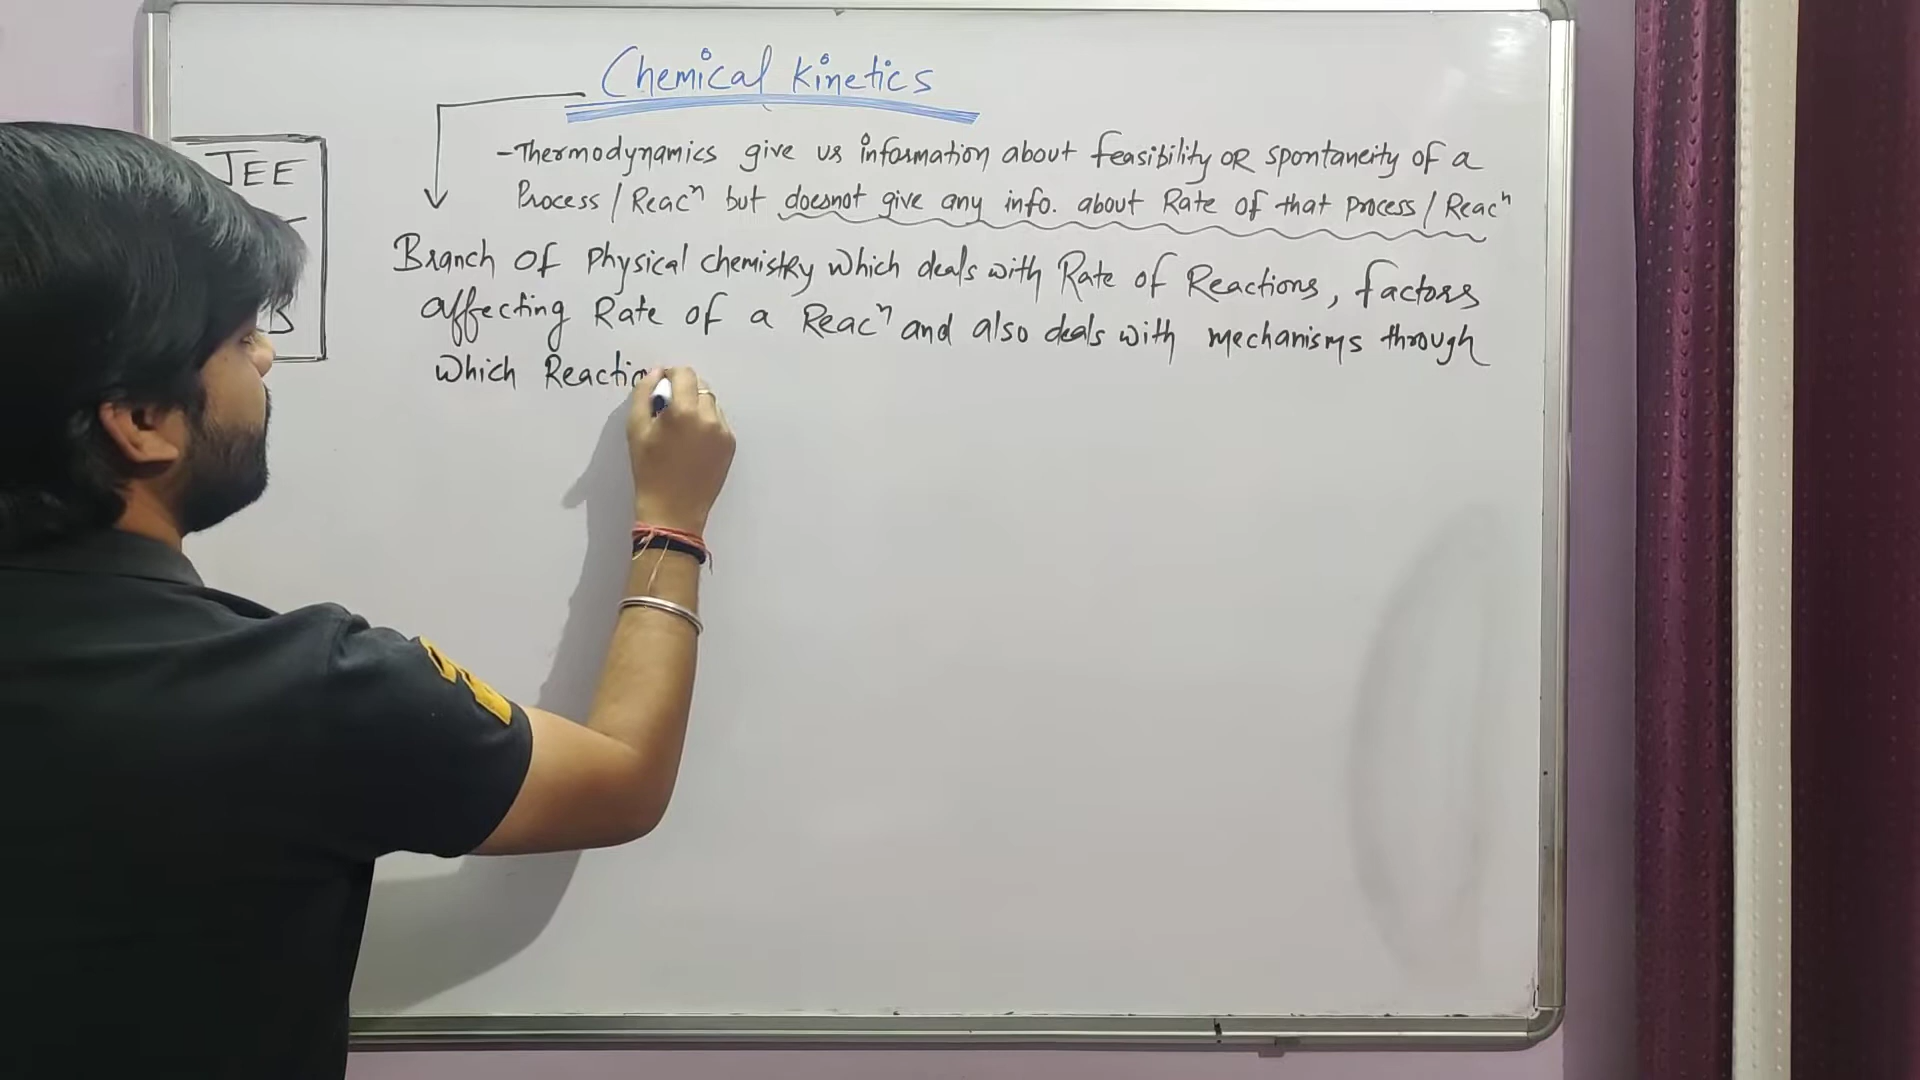 Chemical kinetics
JEE
- Thermodynamics give us information about feasibility OR spontaneity of a
Process / Reacⁿ but doesnot give any info. about Rate of that Process / Reacⁿ
Branch of Physical chemistry which deals with Rate of Reactions, factors
affecting Rate of a Reacⁿ and also deals with mechanisms through
which Reactio